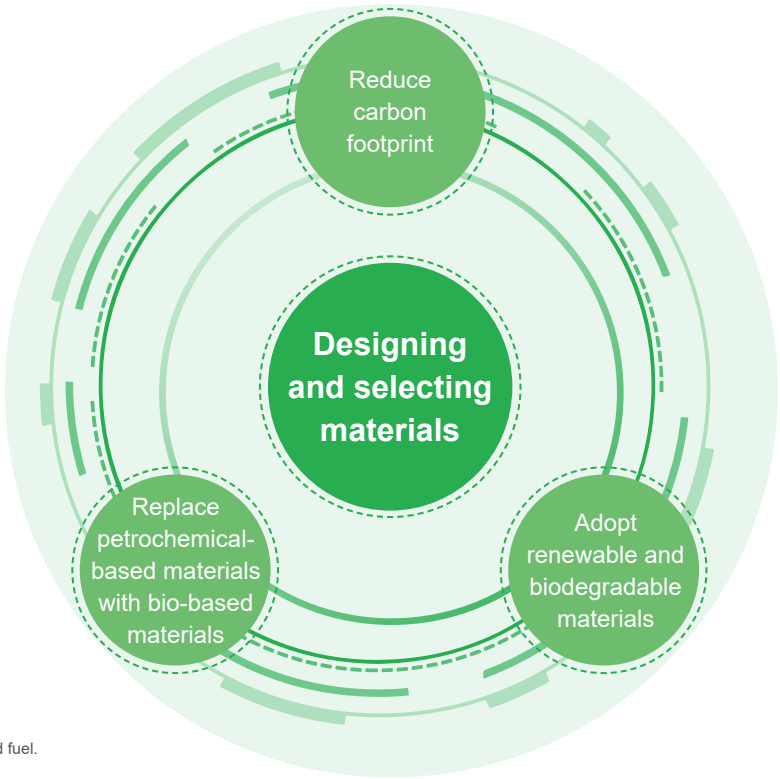 Reduce
carbon
footprint
Designing
and selecting
materials
Replace
petrochemical-
based materials
with bio-based
materials
Adopt
renewable and
biodegradable
materials
fuel.